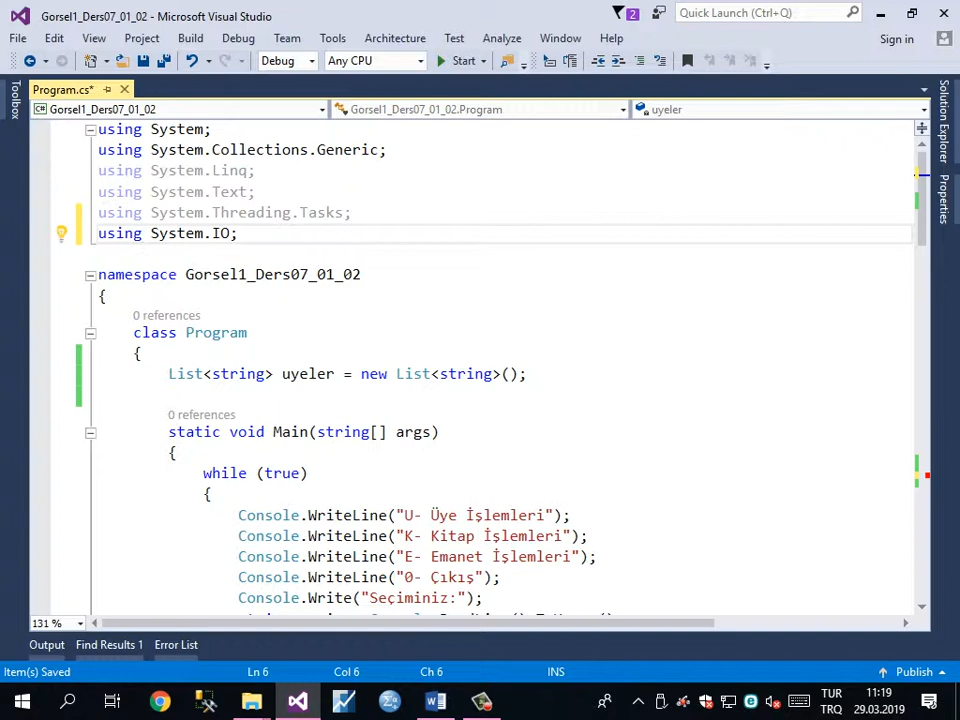 Gorsel1_Ders07_01_02 - Microsoft Visual Studio
2
Quick Launch (Ctrl+Q)
File Edit View Project Build Debug Team Tools Architecture Test Analyze Window Help
Sign in
Debug Any CPU Start
Toolbox
Program.cs*
Solution Explorer
Properties
Gorsel1_Ders07_01_02 Gorsel1_Ders07_01_02.Program uyeler
using System;
using System.Collections.Generic;
using System.Linq;
using System.Text;
using System.Threading.Tasks;
using System.IO;
namespace Gorsel1_Ders07_01_02
{
0 references
class Program
{
List<string> uyeler = new List<string>();
0 references
static void Main(string[] args)
{
while (true)
{
Console.WriteLine("U- Üye İşlemleri");
Console.WriteLine("K- Kitap İşlemleri");
Console.WriteLine("E- Emanet İşlemleri");
Console.WriteLine("0- Çıkış");
Console.Write("Seçiminiz:");
131 %
Output Find Results 1 Error List
Item(s) Saved Ln 6 Col 6 Ch 6 INS Publish
TUR 11:19
TRQ 29.03.2019